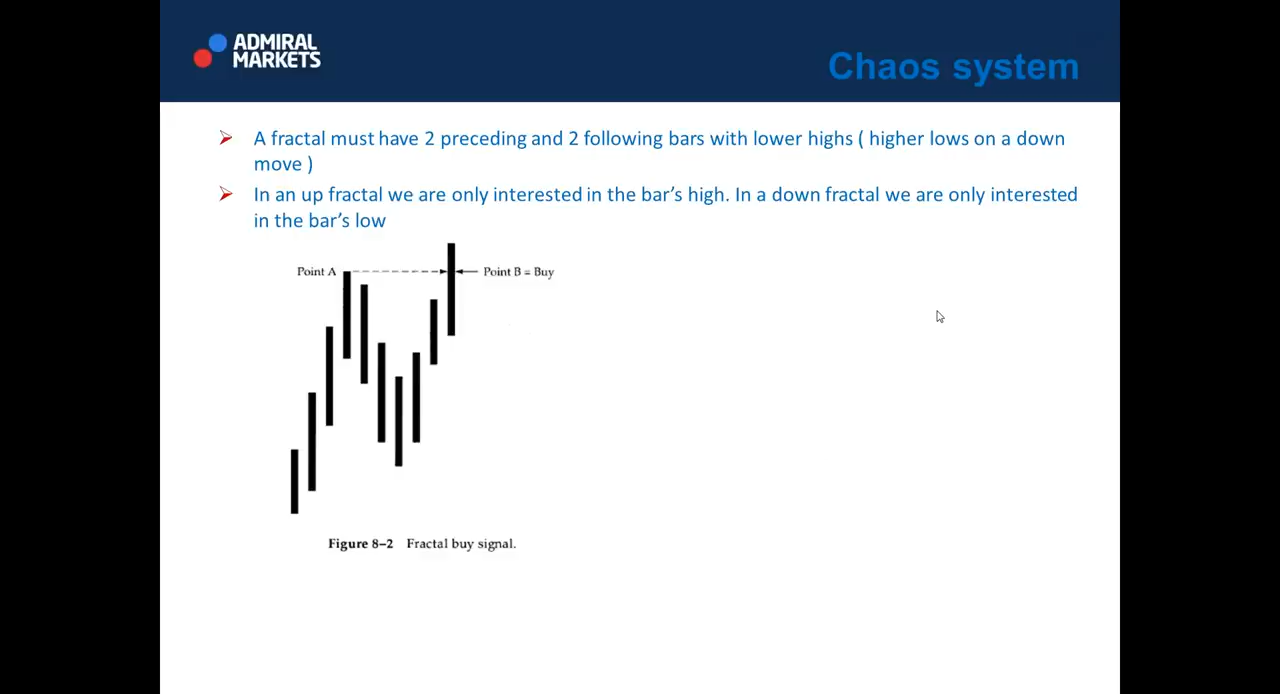 ADMIRAL
MARKETS
Chaos system
A fractal must have 2 preceding and 2 following bars with lower highs ( higher lows on a down
move )
In an up fractal we are only interested in the bar’s high. In a down fractal we are only interested
in the bar’s low
Point A
Point B = Buy
Figure 8–2 Fractal buy signal.